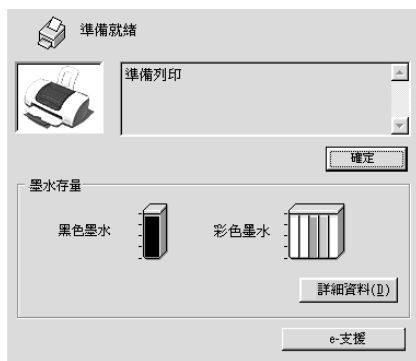 準備就緒
準備列印
確定
墨水存量
黑色墨水
彩色墨水
詳細資料(D)
e-支援